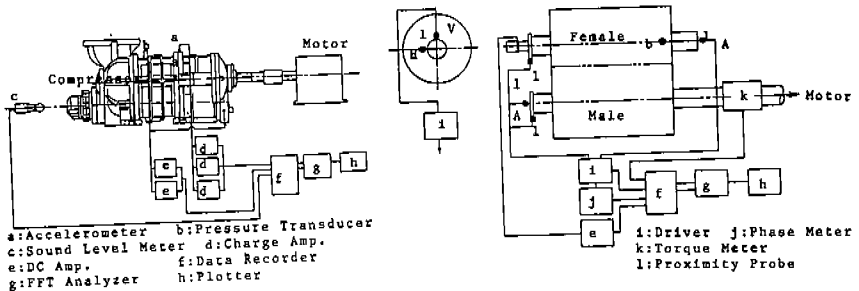 a
Motor
Compressor
c
d
d
d
e
e
f
g
h
l
V
H
i
Female
b
l
A
l
l
A
l
Male
k
Motor
i
j
f
g
h
e
a:Accelerometer b:Pressure Transducer
c:Sound Level Meter d:Charge Amp.
e:DC Amp. f:Data Recorder
g:FFT Analyzer h:Plotter
i:Driver j:Phase Meter
k:Torque Meter
l:Proximity Probe